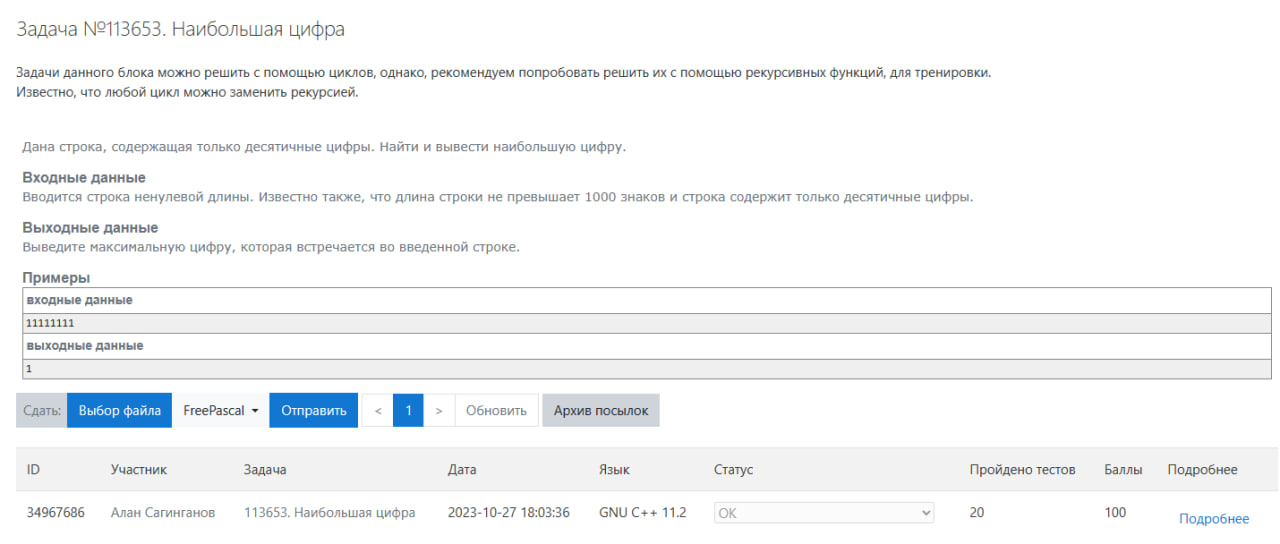 Задача №113653. Наибольшая цифра
Задачи данного блока можно решить с помощью циклов, однако, рекомендуем попробовать решить их с помощью рекурсивных функций, для тренировки.
Известно, что любой цикл можно заменить рекурсией.
Дана строка, содержащая только десятичные цифры. Найти и вывести наибольшую цифру.
Входные данные
Вводится строка ненулевой длины. Известно также, что длина строки не превышает 1000 знаков и строка содержит только десятичные цифры.
Выходные данные
Выведите максимальную цифру, которая встречается во введенной строке.
Примеры
входные данные
11111111
выходные данные
1
Сдать: Выбор файла FreePascal Отправить < 1 > Обновить Архив посылок
ID Участник Задача Дата Язык Статус Пройдено тестов Баллы Подробнее
34967686 Алан Сагинганов 113653. Наибольшая цифра 2023-10-27 18:03:36 GNU C++ 11.2 OK 20 100 Подробнее